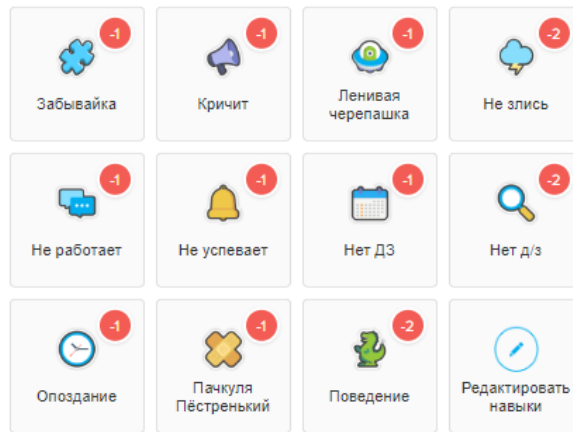 -1
-1
-1
-2
Забывайка
Кричит
Ленивая
черепашка
Не злись
-1
-1
-1
-2
Не работает
Не успевает
Нет ДЗ
Нет д/з
-1
-1
-2
Опоздание
Пачкуля
Пёстренький
Поведение
Редактировать
навыки